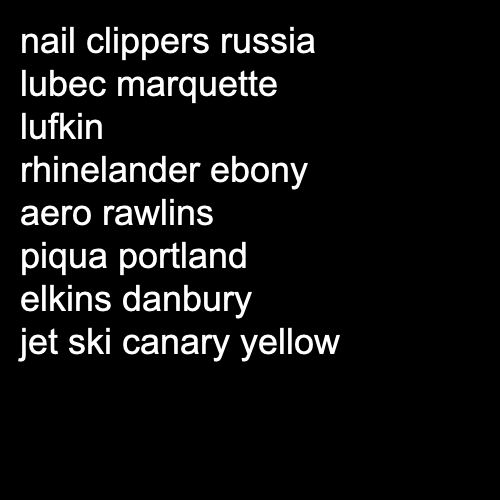 nail clippers russia
lubec marquette
lufkin
rhinelander ebony
aero rawlins
piqua portland
elkins danbury
jet ski canary yellow